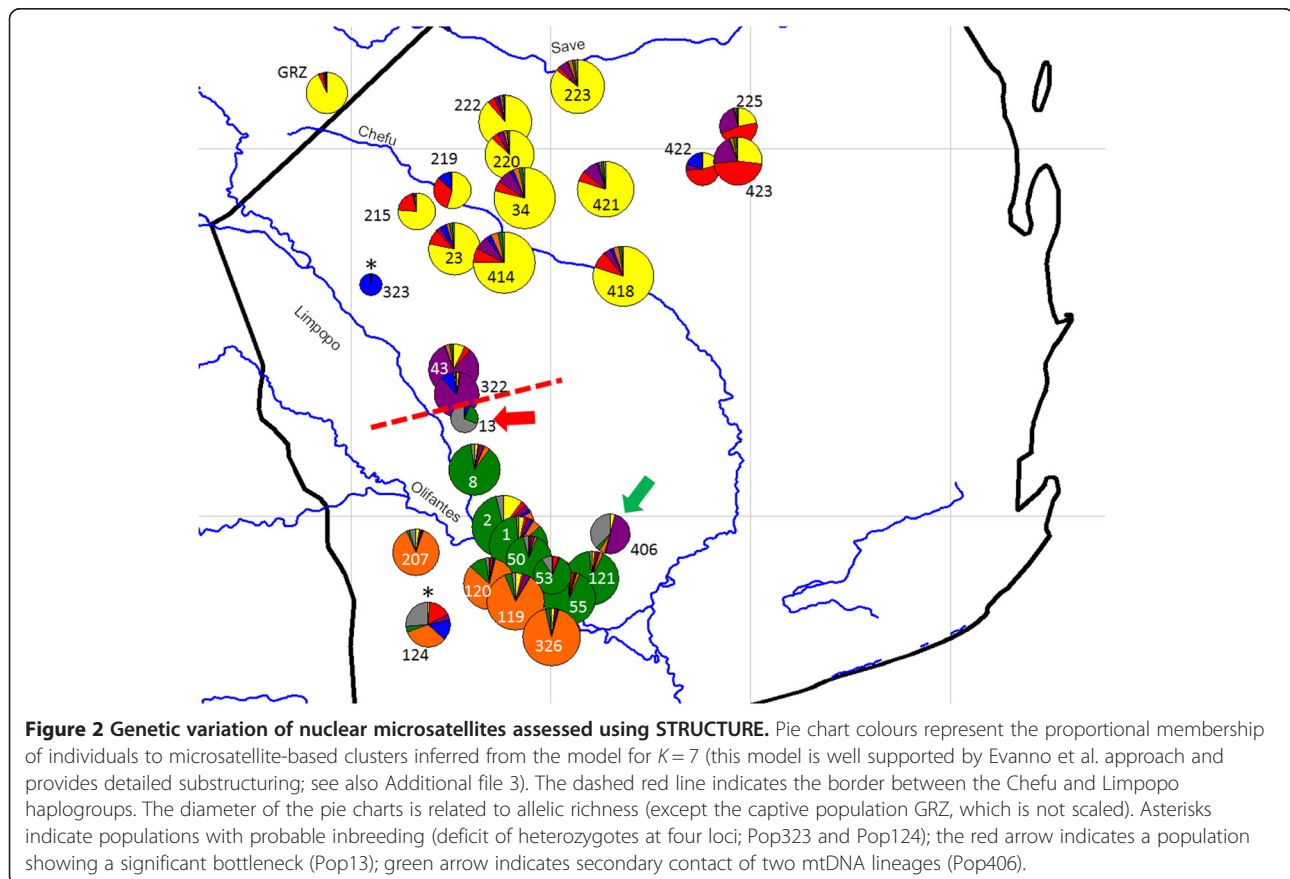 Save
GRZ
223
225
222
Chefu
422
220
219
423
34
421
215
23
414
418
*
323
Limpopo
43
322
13
8
Olifantes
2
1
406
207
50
53
121
120
119
55
*
326
124
Figure 2 Genetic variation of nuclear microsatellites assessed using STRUCTURE. Pie chart colours represent the proportional membership
of individuals to microsatellite-based clusters inferred from the model for K = 7 (this model is well supported by Evanno et al. approach and
provides detailed substructuring; see also Additional file 3). The dashed red line indicates the border between the Chefu and Limpopo
haplogroups. The diameter of the pie charts is related to allelic richness (except the captive population GRZ, which is not scaled). Asterisks
indicate populations with probable inbreeding (deficit of heterozygotes at four loci; Pop323 and Pop124); the red arrow indicates a population
showing a significant bottleneck (Pop13); green arrow indicates secondary contact of two mtDNA lineages (Pop406).